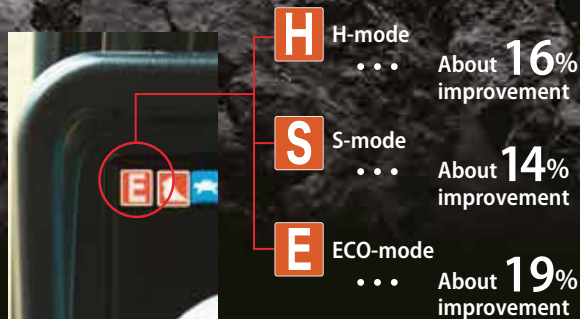 H H-mode
• • •
About 16%
improvement
S S-mode
• • •
About 14%
improvement
E
E ECO-mode
• • •
About 19%
improvement